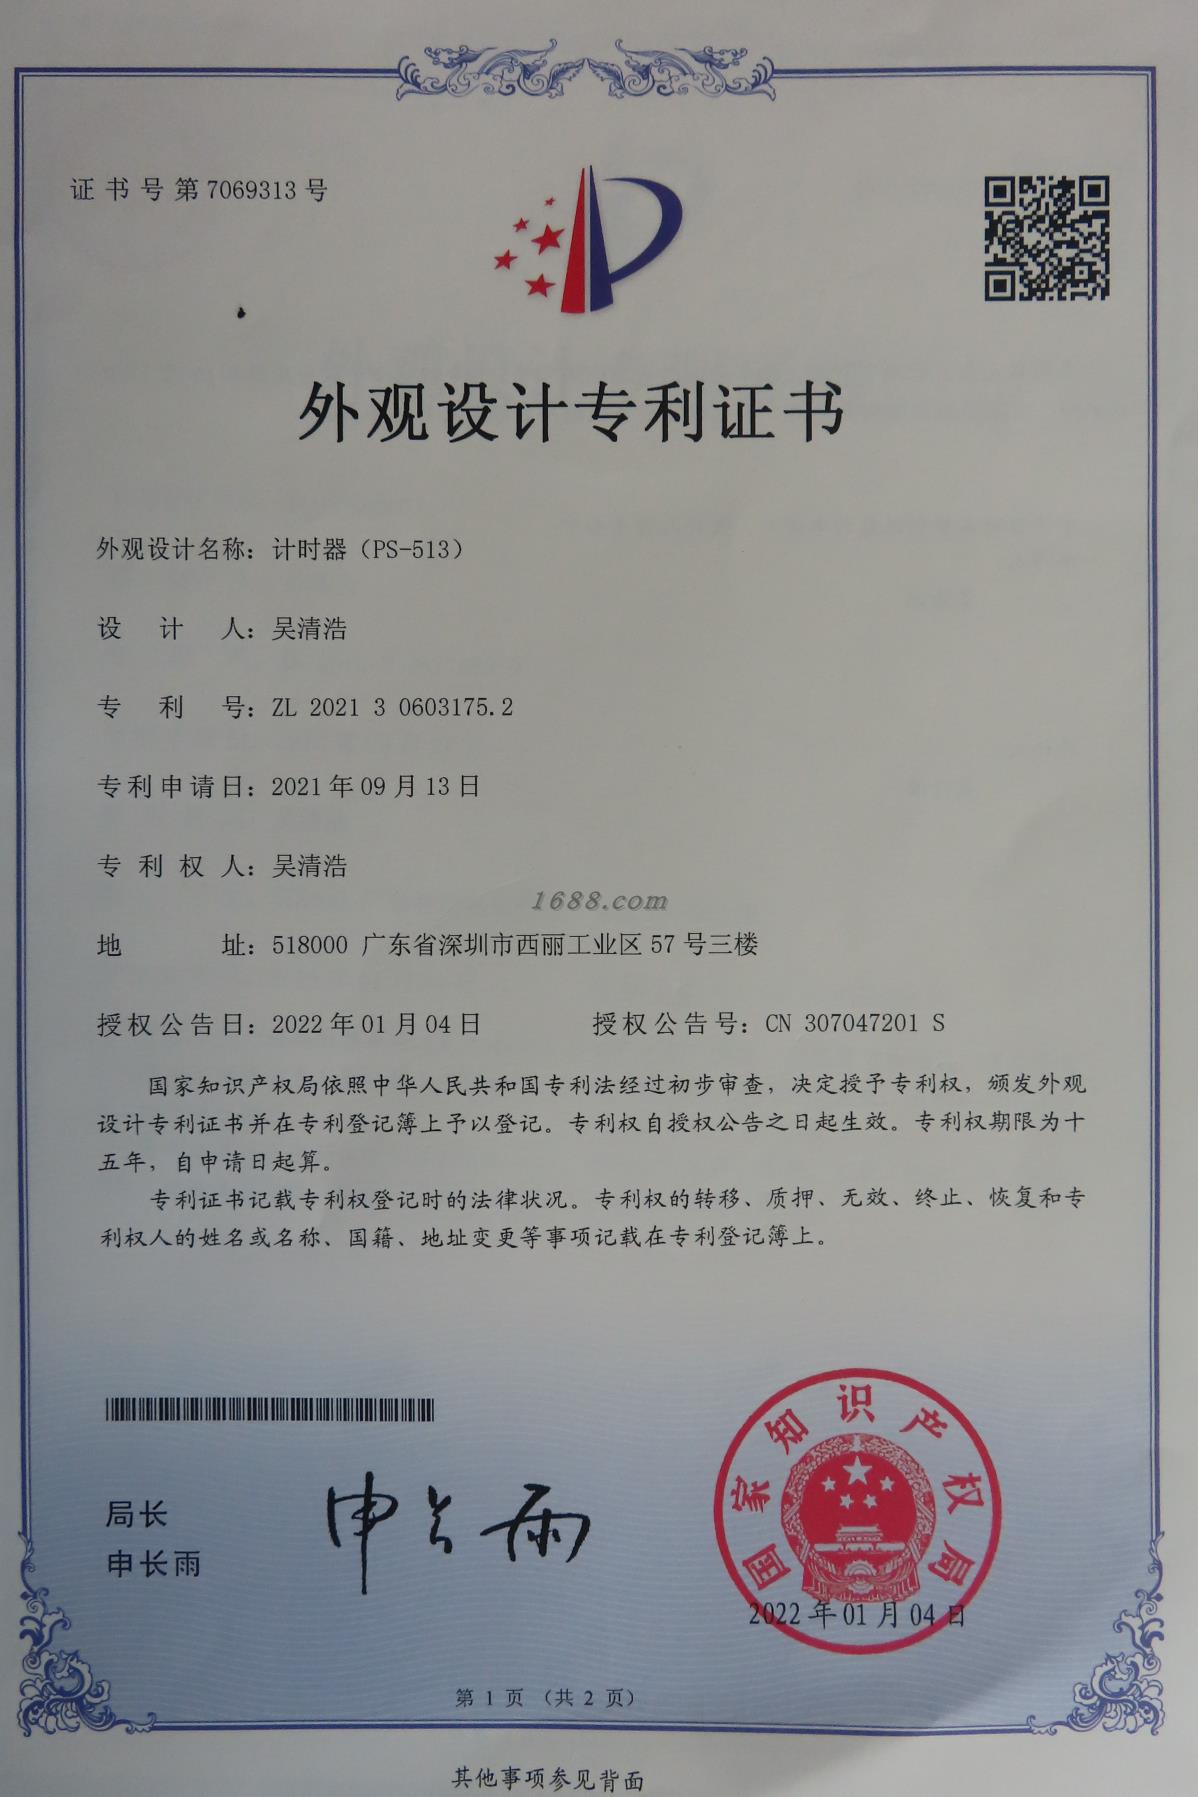 证书号第7069313号
外观设计专利证书
外观设计名称：计时器（PS-513）
设计人：吴清浩
专利号：ZL 2021 3 0603175.2
专利申请日：2021年09月13日
专利权人：吴清浩
1688.com
地址：518000 广东省深圳市西丽工业区57号三楼
授权公告日：2022年01月04日 授权公告号：CN 307047201 S
国家知识产权局依照中华人民共和国专利法经过初步审查，决定授予专利权，颁发外观
设计专利证书并在专利登记簿上予以登记。专利权自授权公告之日起生效。专利权期限为十
五年，自申请日起算。
专利证书记载专利权登记时的法律状况。专利权的转移、质押、无效、终止、恢复和专
利权人的姓名或名称、国籍、地址变更等事项记载在专利登记簿上。
局长
申长雨
申长雨
国家知识产权局
2022年01月04日
第1页（共2页）
其他事项参见背面